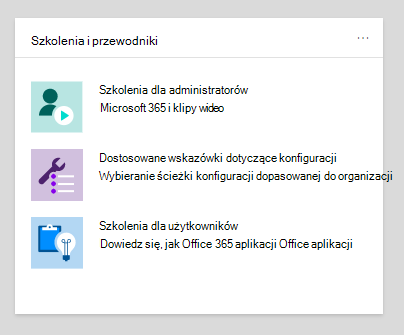 Szkolenia i przewodniki
Szkolenia dla administratorów
Microsoft 365 i klipy wideo
Dostosowane wskazówki dotyczące konfiguracji
Wybieranie ścieżki konfiguracji dopasowanej do organizacji
Szkolenia dla użytkowników
Dowiedz się, jak Office 365 aplikacji Office aplikacji